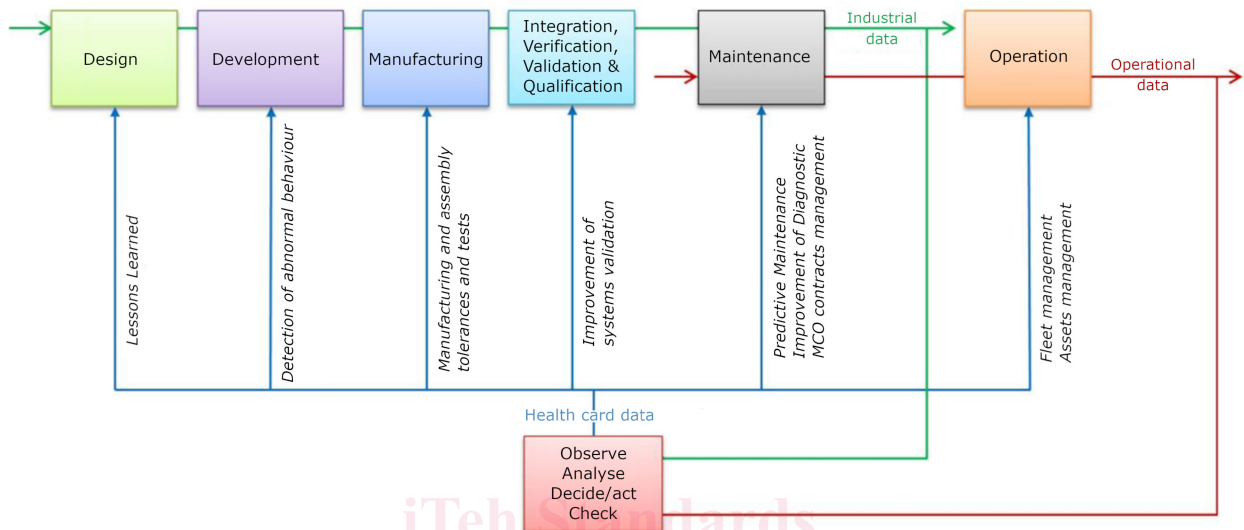 Design
Development
Manufacturing
Integration,
Verification,
Validation &
Qualification
Maintenance
Industrial
data
Operation
Operational
data
Lessons Learned
Detection of abnormal behaviour
Manufacturing and assembly
tolerances and tests
Improvement of
systems validation
Predictive Maintenance
Improvement of Diagnostic
MCO contracts management
Fleet management
Assets management
Health card data
Observe
Analyse
Decide/act
Check
iTeh Standards